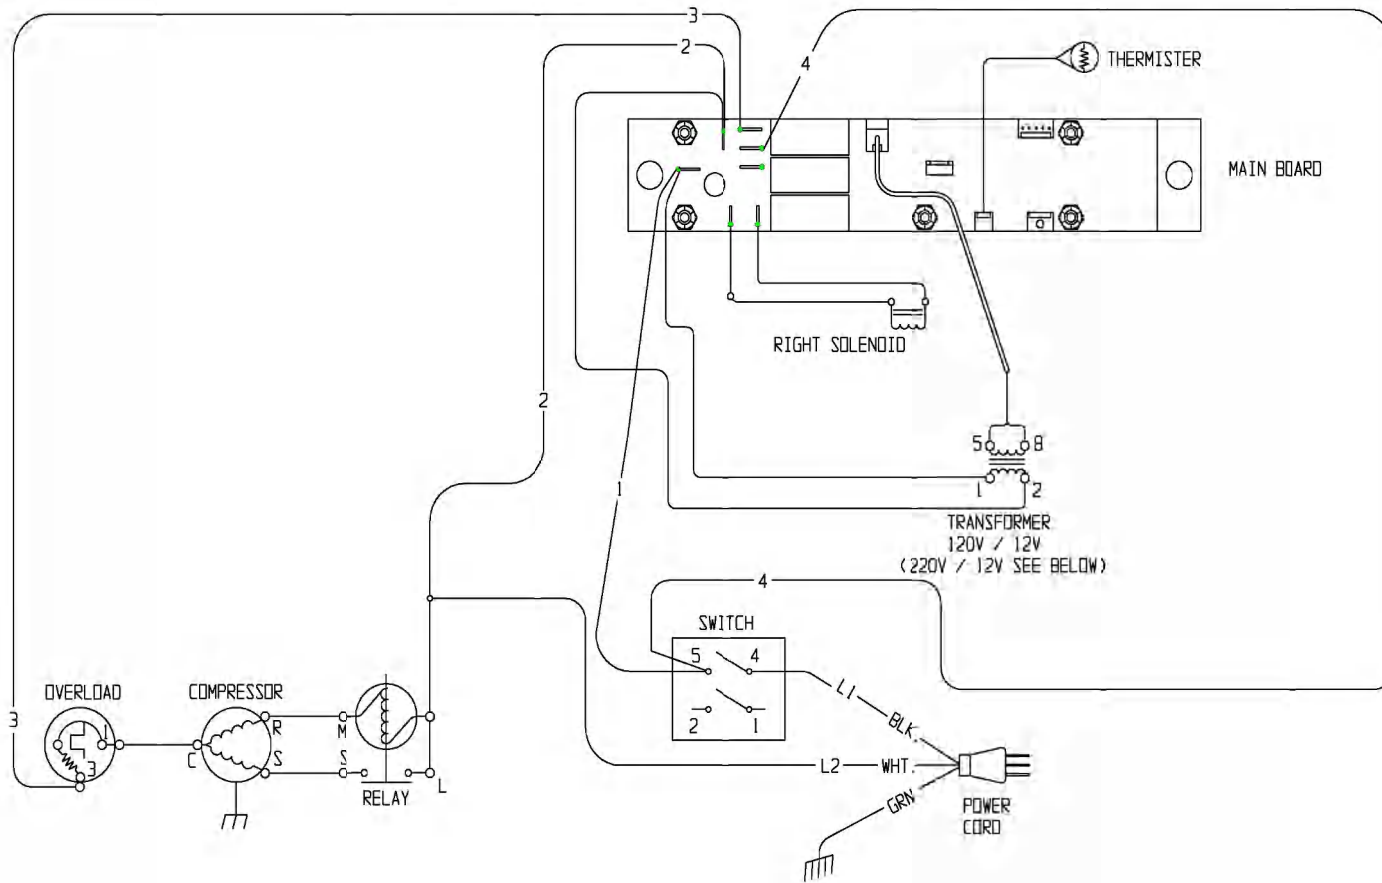 3
2
4
THERMISTER
MAIN BOARD
RIGHT SOLENOID
2
5 8
1
1 2
TRANSFORMER
120V / 12V
(220V / 12V SEE BELOW)
4
SWITCH
5 4
2 1
L1
BLK.
L2 WHT.
GRN
POWER
CORD
OVERLOAD
COMPRESSOR
3
1
3
R
C
S
M
S
L
RELAY